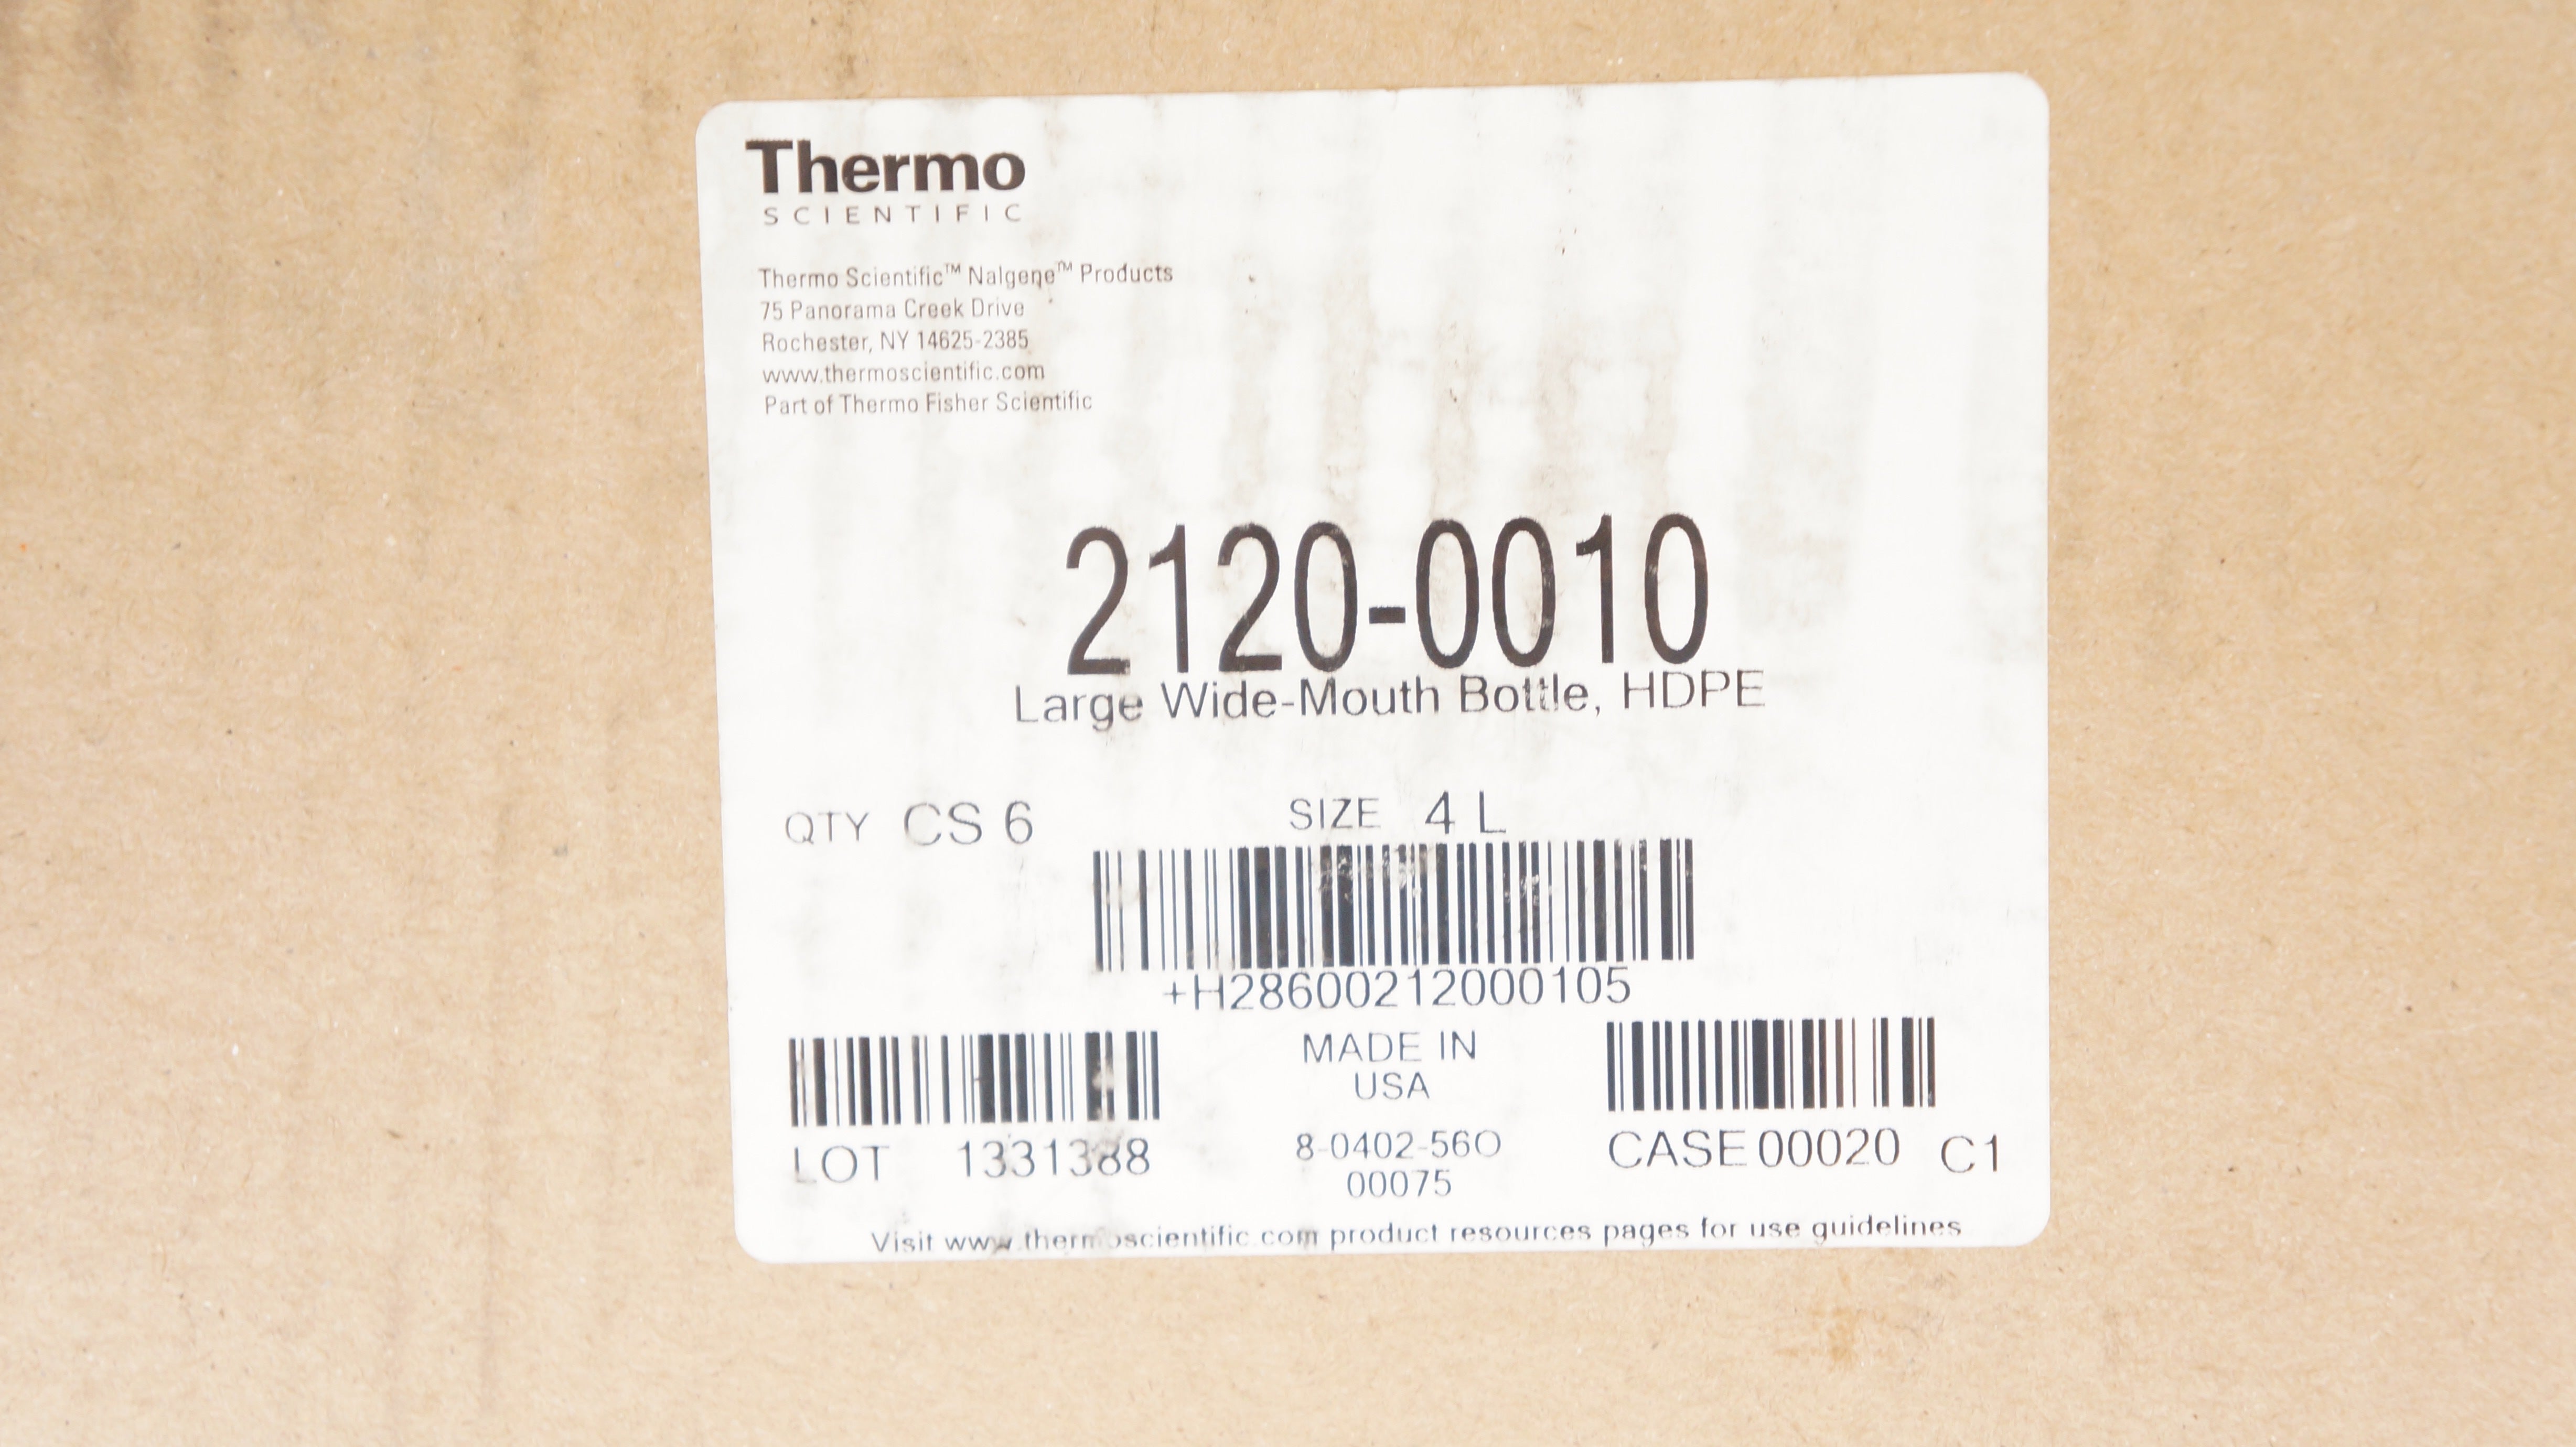 Thermo
SCIENTIFIC
Thermo Scientific™ Nalgene™ Products
75 Panorama Creek Drive
Rochester, NY 14625-2385
www.thermoscientific.com
Part of Thermo Fisher Scientific
2120-0010
Large Wide-Mouth Bottle, HDPE
QTY CS 6 SIZE 4 L
+H28600212000105
MADE IN
USA
LOT 1331388
8-0402-56O
00075
CASE 00020 C1
Visit www.thermoscientific.com product resources pages for use guidelines